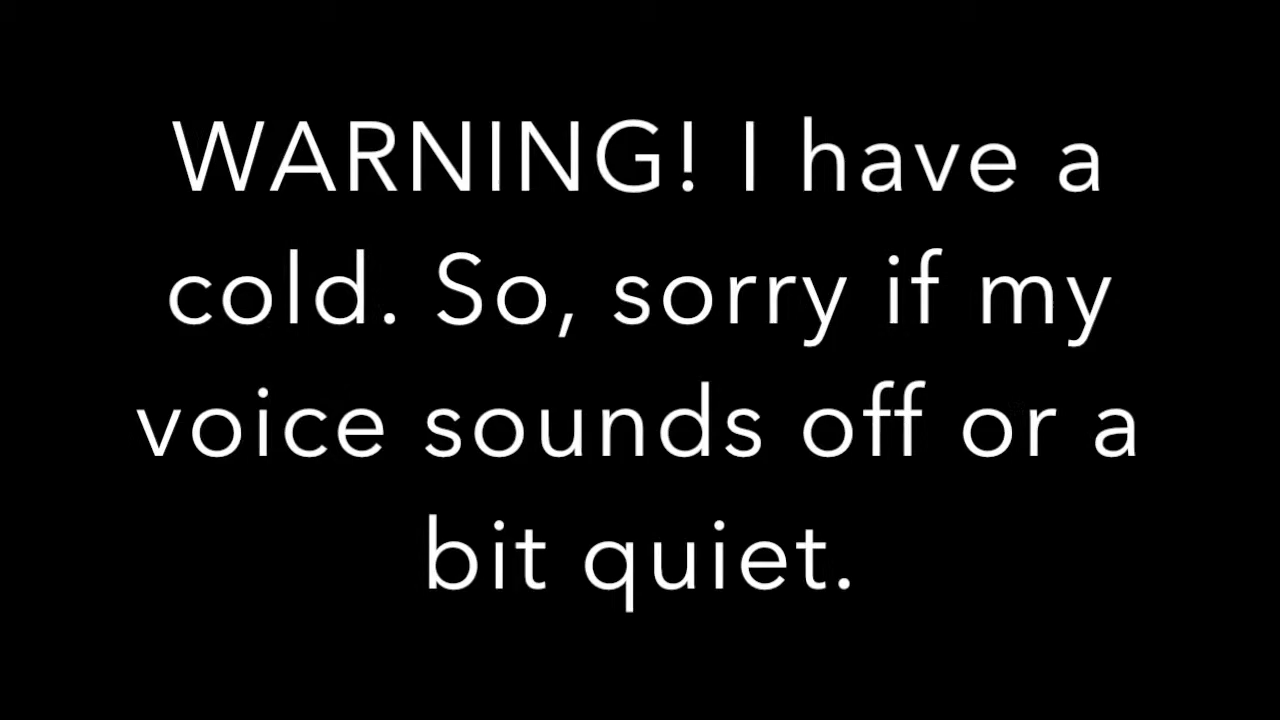 WARNING! I have a
cold. So, sorry if my
voice sounds off or a
bit quiet.